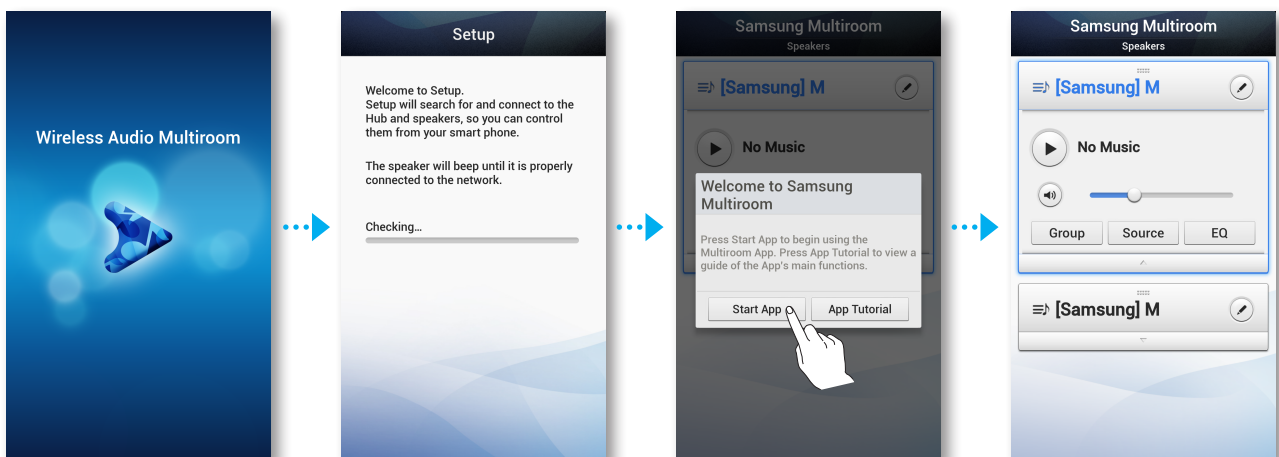 Wireless Audio Multiroom
Setup
Welcome to Setup.
Setup will search for and connect to the
Hub and speakers, so you can control
them from your smart phone.
The speaker will beep until it is properly
connected to the network.
Checking...
Samsung Multiroom
Speakers
[Samsung] M
No Music
Welcome to Samsung
Multiroom
Press Start App to begin using the
Multiroom App. Press App Tutorial to view a
guide of the App's main functions.
Start App
App Tutorial
Samsung Multiroom
Speakers
[Samsung] M
No Music
Group
Source
EQ
[Samsung] M